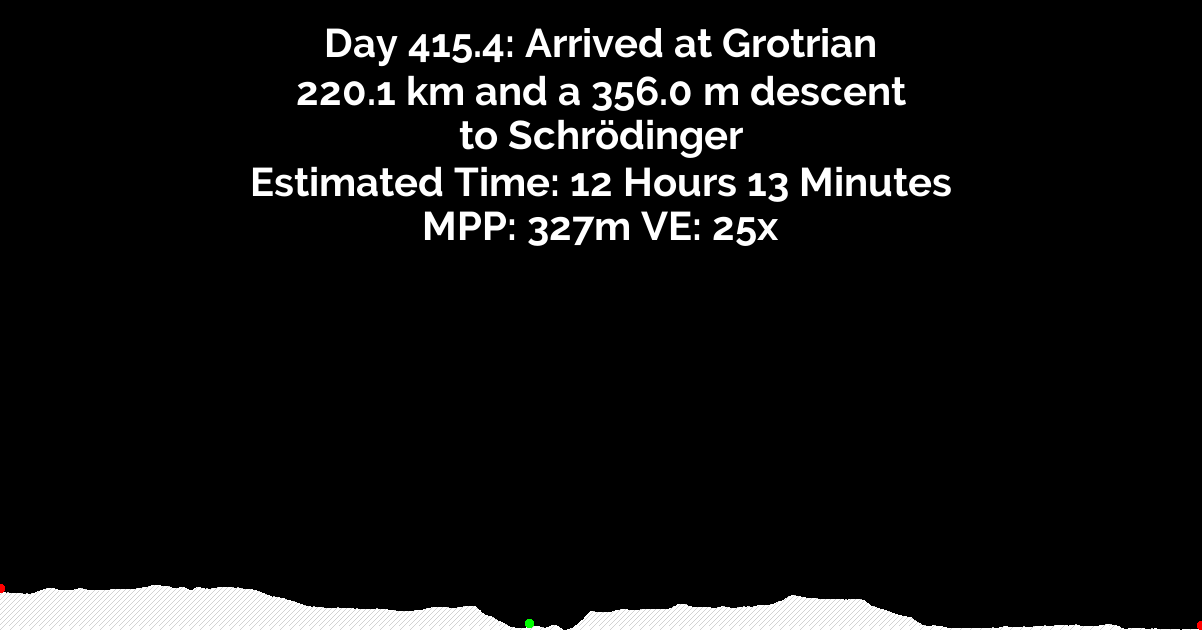 Day 415.4: Arrived at Grotrian
220.1 km and a 356.0 m descent
to Schrödinger
Estimated Time: 12 Hours 13 Minutes
MPP: 327m VE: 25x